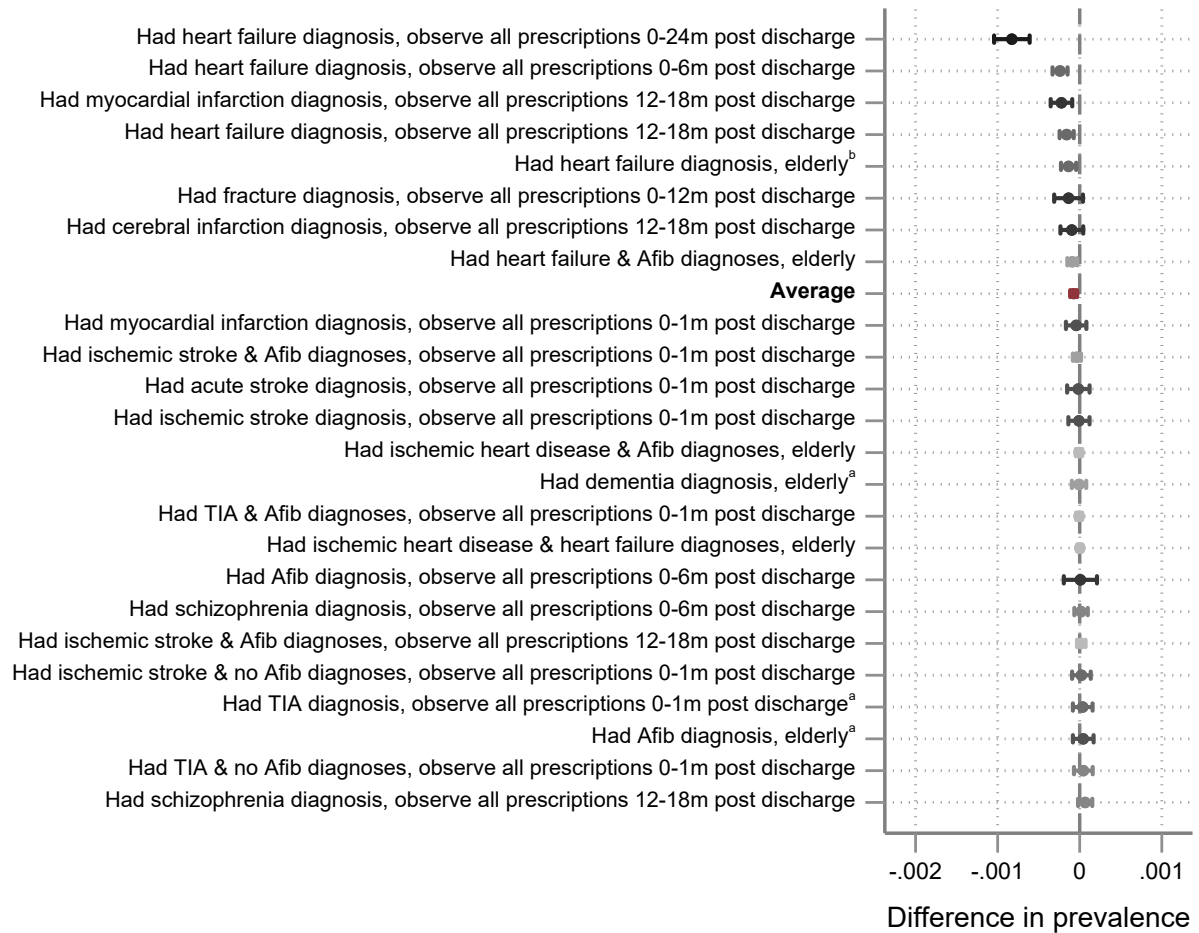 Had heart failure diagnosis, observe all prescriptions 0-24m post discharge
Had heart failure diagnosis, observe all prescriptions 0-6m post discharge
Had myocardial infarction diagnosis, observe all prescriptions 12-18m post discharge
Had heart failure diagnosis, observe all prescriptions 12-18m post discharge
Had heart failure diagnosis, elderlyᵇ
Had fracture diagnosis, observe all prescriptions 0-12m post discharge
Had cerebral infarction diagnosis, observe all prescriptions 12-18m post discharge
Had heart failure & Afib diagnoses, elderly
Average
Had myocardial infarction diagnosis, observe all prescriptions 0-1m post discharge
Had ischemic stroke & Afib diagnoses, observe all prescriptions 0-1m post discharge
Had acute stroke diagnosis, observe all prescriptions 0-1m post discharge
Had ischemic stroke diagnosis, observe all prescriptions 0-1m post discharge
Had ischemic heart disease & Afib diagnoses, elderly
Had dementia diagnosis, elderlyᵃ
Had TIA & Afib diagnoses, observe all prescriptions 0-1m post discharge
Had ischemic heart disease & heart failure diagnoses, elderly
Had Afib diagnosis, observe all prescriptions 0-6m post discharge
Had schizophrenia diagnosis, observe all prescriptions 0-6m post discharge
Had ischemic stroke & Afib diagnoses, observe all prescriptions 12-18m post discharge
Had ischemic stroke & no Afib diagnoses, observe all prescriptions 0-1m post discharge
Had TIA diagnosis, observe all prescriptions 0-1m post dischargeᵃ
Had Afib diagnosis, elderlyᵃ
Had TIA & no Afib diagnoses, observe all prescriptions 0-1m post discharge
Had schizophrenia diagnosis, observe all prescriptions 12-18m post discharge
-.002 -.001 0 .001
Difference in prevalence